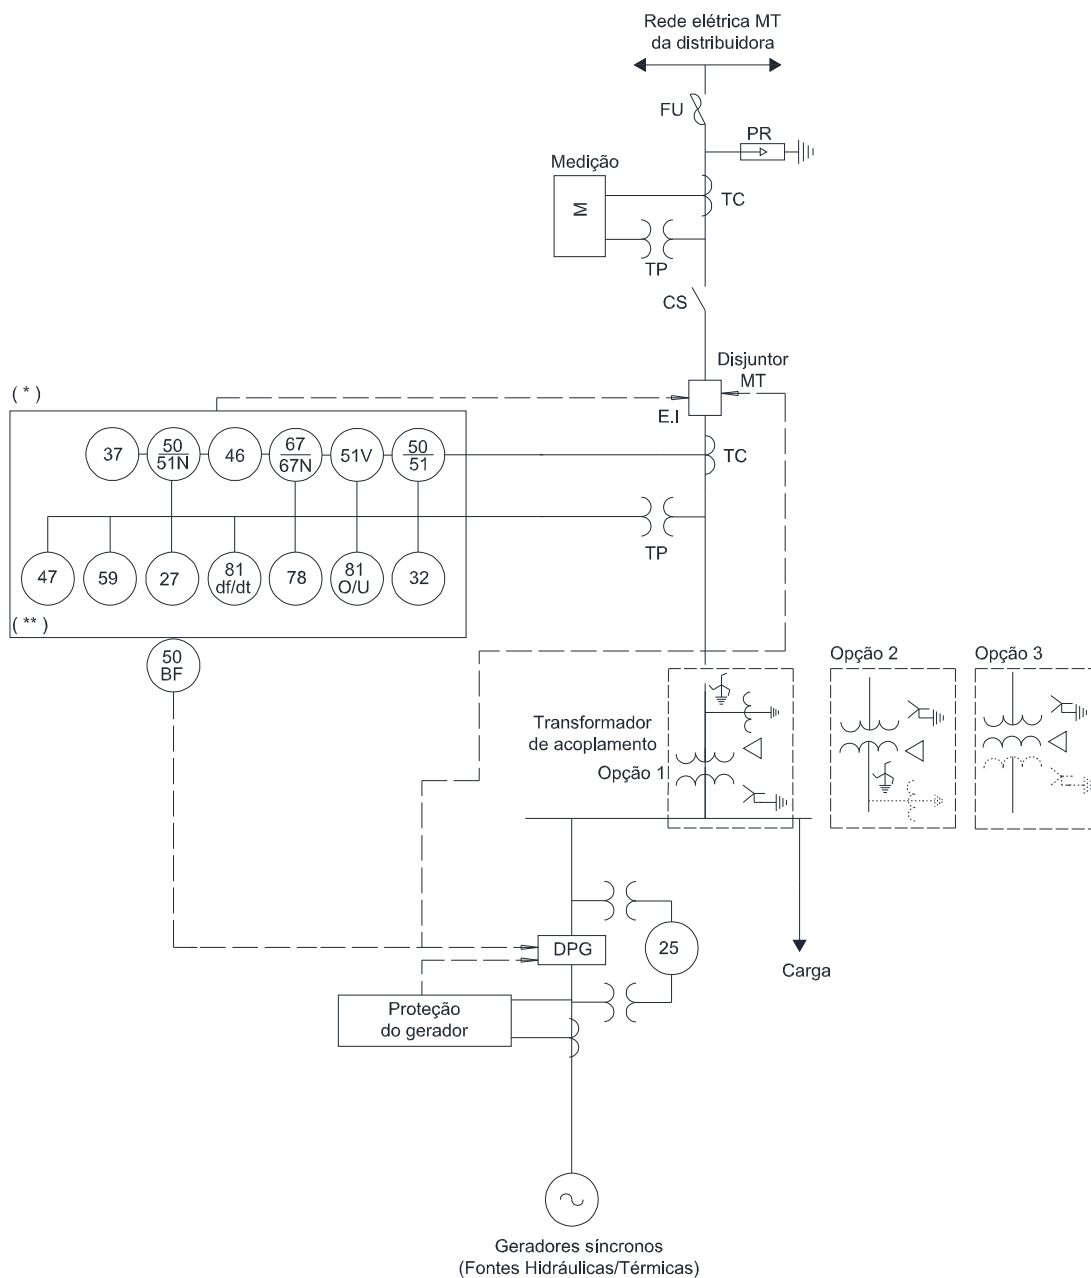 Rede elétrica MT
da distribuidora
FU
PR
Medição
M
TC
TP
CS
Disjuntor
MT
E.I
( * )
37
50
51N
46
67
67N
51V
50
51
TC
TP
47
59
27
81
df/dt
78
81
O/U
32
( ** )
50
BF
Opção 2
Opção 3
Transformador
de acoplamento
Opção 1
DPG
25
Carga
Proteção
do gerador
Geradores síncronos
(Fontes Hidráulicas/Térmicas)